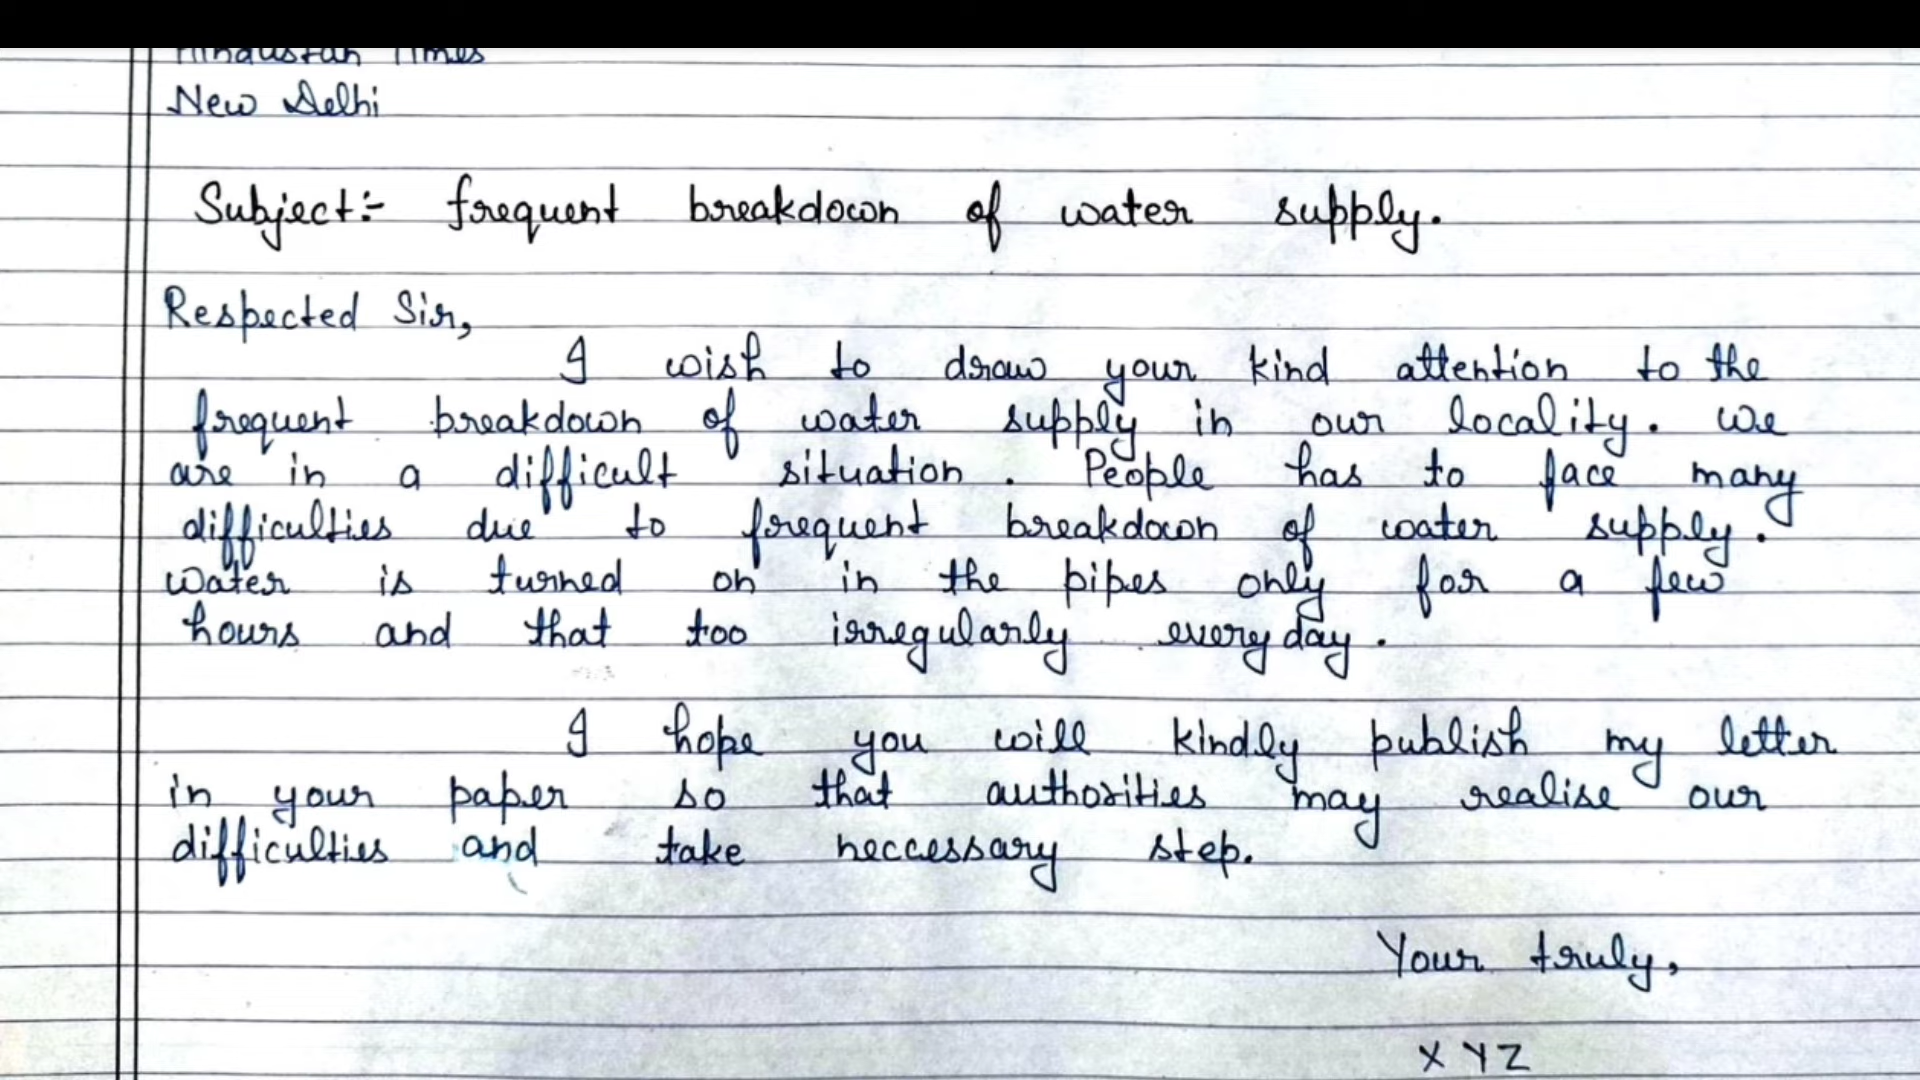 Hindustan Times
New Delhi
Subject:- frequent breakdown of water supply.
Respected Sir,
I wish to draw your kind attention to the
frequent breakdown of water supply in our locality. We
are in a difficult situation. People has to face many
difficulties due to frequent breakdown of water supply.
Water is turned on in the pipes only for a few
hours and that too irregularly everyday.
I hope you will kindly publish my letter
in your paper so that authorities may realise our
difficulties and take neccessary step.
Your truly,
XYZ